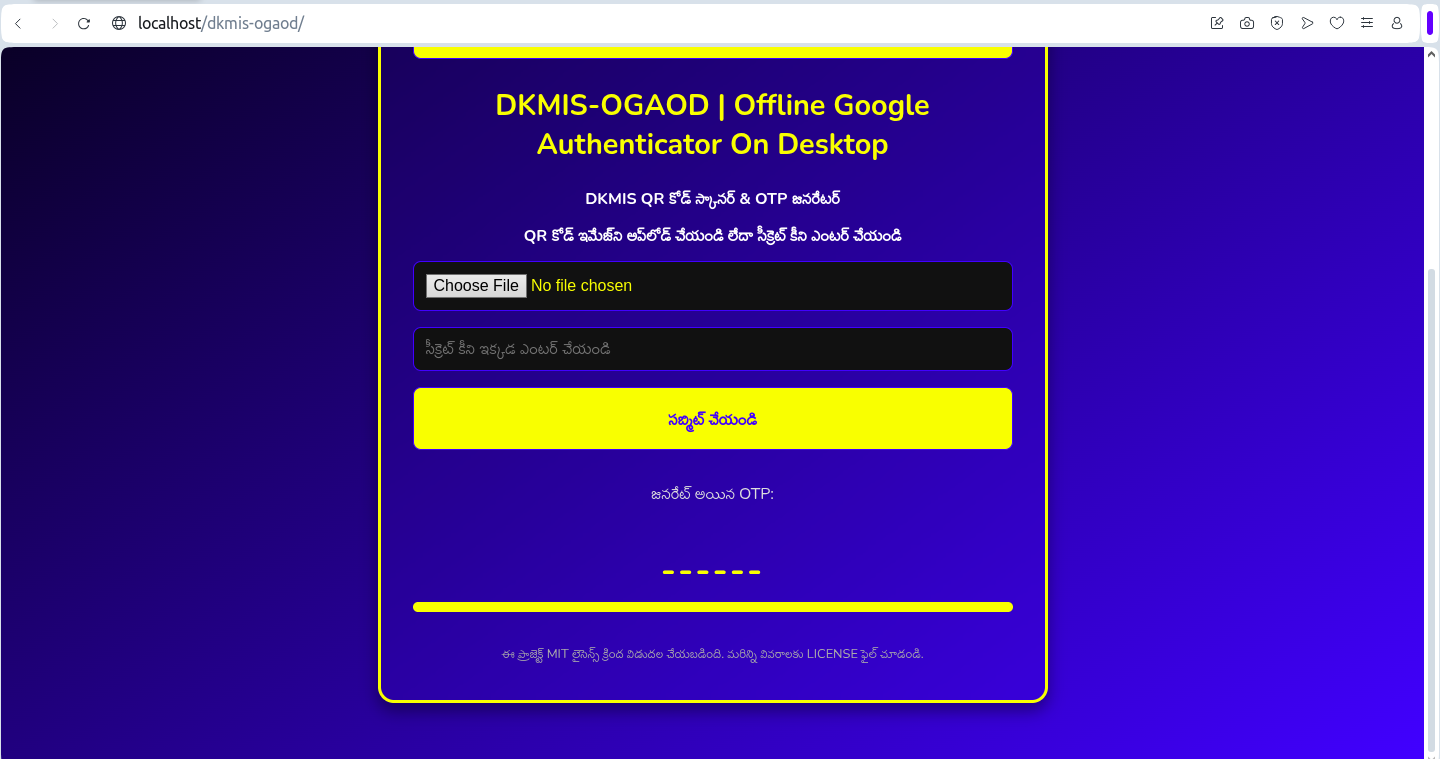 localhost/dkmis-ogaod/
DKMIS-OGAOD | Offline Google
Authenticator On Desktop
DKMIS QR కోడ్ స్కానర్ & OTP జనరేటర్
QR కోడ్ ఇమేజ్‌ని అప్‌లోడ్ చేయండి లేదా సీక్రెట్ కీని ఎంటర్ చేయండి
Choose File No file chosen
సీక్రెట్ కీని ఇక్కడ ఎంటర్ చేయండి
సబ్మిట్ చేయండి
జనరేట్ అయిన OTP:
------
ఈ ప్రాజెక్ట్ MIT లైసెన్స్ క్రింద విడుదల చేయబడింది. మరిన్ని వివరాలకు LICENSE ఫైల్ చూడండి.